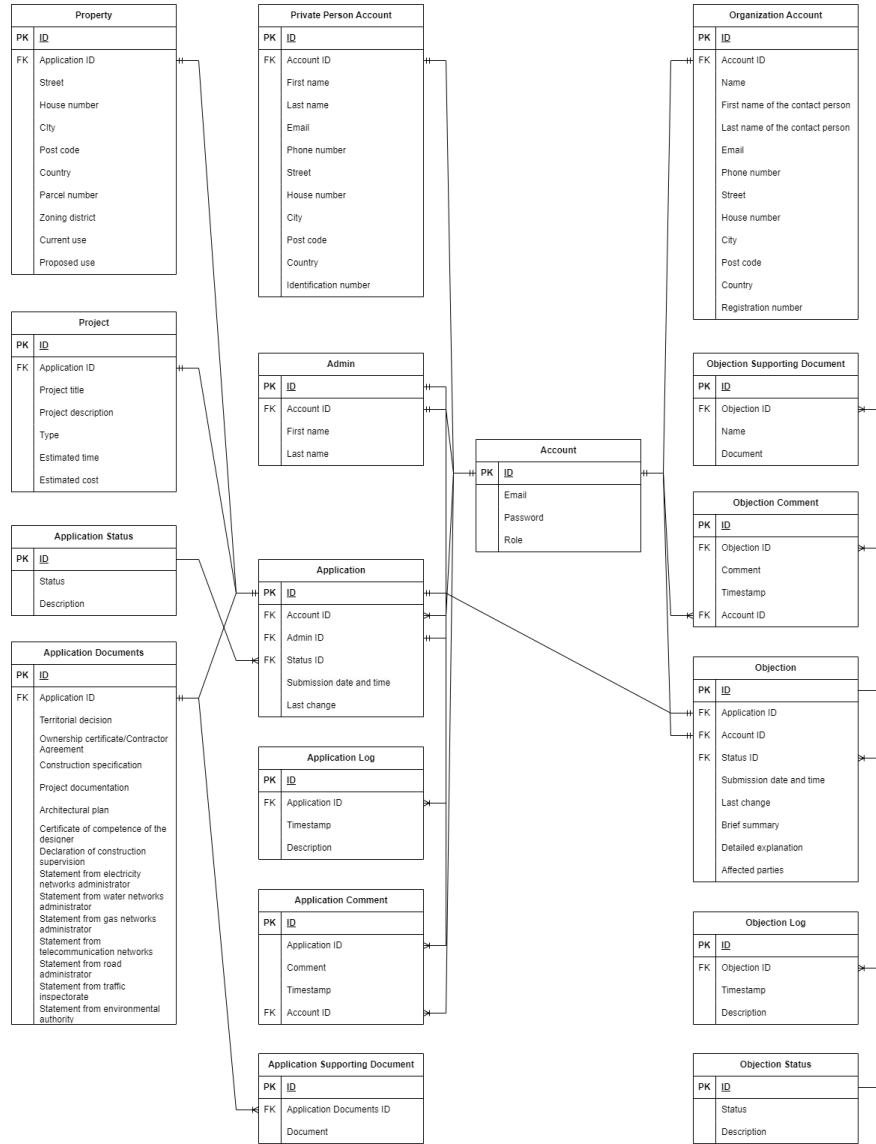 Property
PK ID
FK Application ID
Street
House number
City
Post code
Country
Parcel number
Zoning district
Current use
Proposed use
Project
PK ID
FK Application ID
Project title
Project description
Type
Estimated time
Estimated cost
Application Status
PK ID
Status
Description
Application Documents
PK ID
FK Application ID
Territorial decision
Ownership certificate/Contractor
Agreement
Construction specification
Project documentation
Architectural plan
Certificate of competence of the
designer
Declaration of construction
supervision
Statement from electricity
networks administrator
Statement from water networks
administrator
Statement from gas networks
administrator
Statement from
telecommunication networks
Statement from road
administrator
Statement from traffic
inspectorate
Statement from environmental
authority
Private Person Account
PK ID
FK Account ID
First name
Last name
Email
Phone number
Street
House number
City
Post code
Country
Identification number
Admin
PK ID
FK Account ID
First name
Last name
Application
PK ID
FK Account ID
FK Admin ID
FK Status ID
Submission date and time
Last change
Application Log
PK ID
FK Application ID
Timestamp
Description
Application Comment
PK ID
Application ID
Comment
Timestamp
FK Account ID
Application Supporting Document
PK ID
FK Application Documents ID
Document
Account
PK ID
Email
Password
Role
Organization Account
PK ID
FK Account ID
Name
First name of the contact person
Last name of the contact person
Email
Phone number
Street
House number
City
Post code
Country
Registration number
Objection Supporting Document
PK ID
FK Objection ID
Name
Document
Objection Comment
PK ID
FK Objection ID
Comment
Timestamp
FK Account ID
Objection
PK ID
FK Application ID
FK Account ID
FK Status ID
Submission date and time
Last change
Brief summary
Detailed explanation
Affected parties
Objection Log
PK ID
FK Objection ID
Timestamp
Description
Objection Status
PK ID
Status
Description